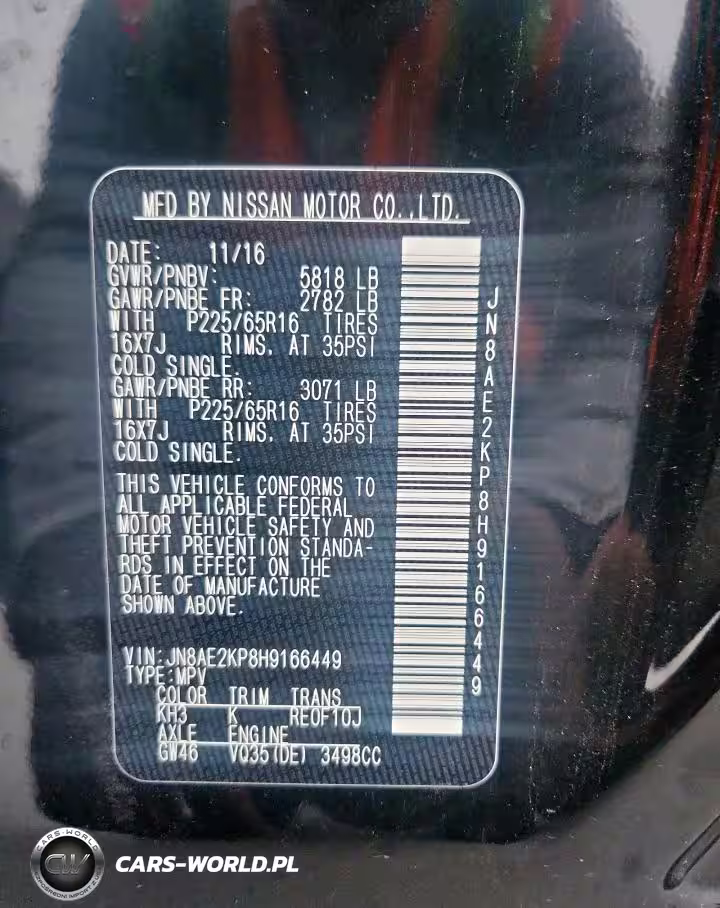 MFD BY NISSAN MOTOR CO.,LTD.
DATE: 11/16
GVWR/PNBV: 5818 LB
GAWR/PNBE FR: 2782 LB
WITH P225/65R16 TIRES
16X7J RIMS, AT 35PSI
COLD SINGLE.
GAWR/PNBE RR: 3071 LB
WITH P225/65R16 TIRES
16X7J RIMS, AT 35PSI
COLD SINGLE.
THIS VEHICLE CONFORMS TO
ALL APPLICABLE FEDERAL
MOTOR VEHICLE SAFETY AND
THEFT PREVENTION STANDA-
RDS IN EFFECT ON THE
DATE OF MANUFACTURE
SHOWN ABOVE.
VIN:JN8AE2KP8H9166449
TYPE:MPV
COLOR TRIM TRANS
KH3 K RE0F10J
AXLE ENGINE
GW46 VQ35(DE) 3498CC
JN8AE2KP8H9166449
CARS-WORLD
CW
CARS-WORLD.PL